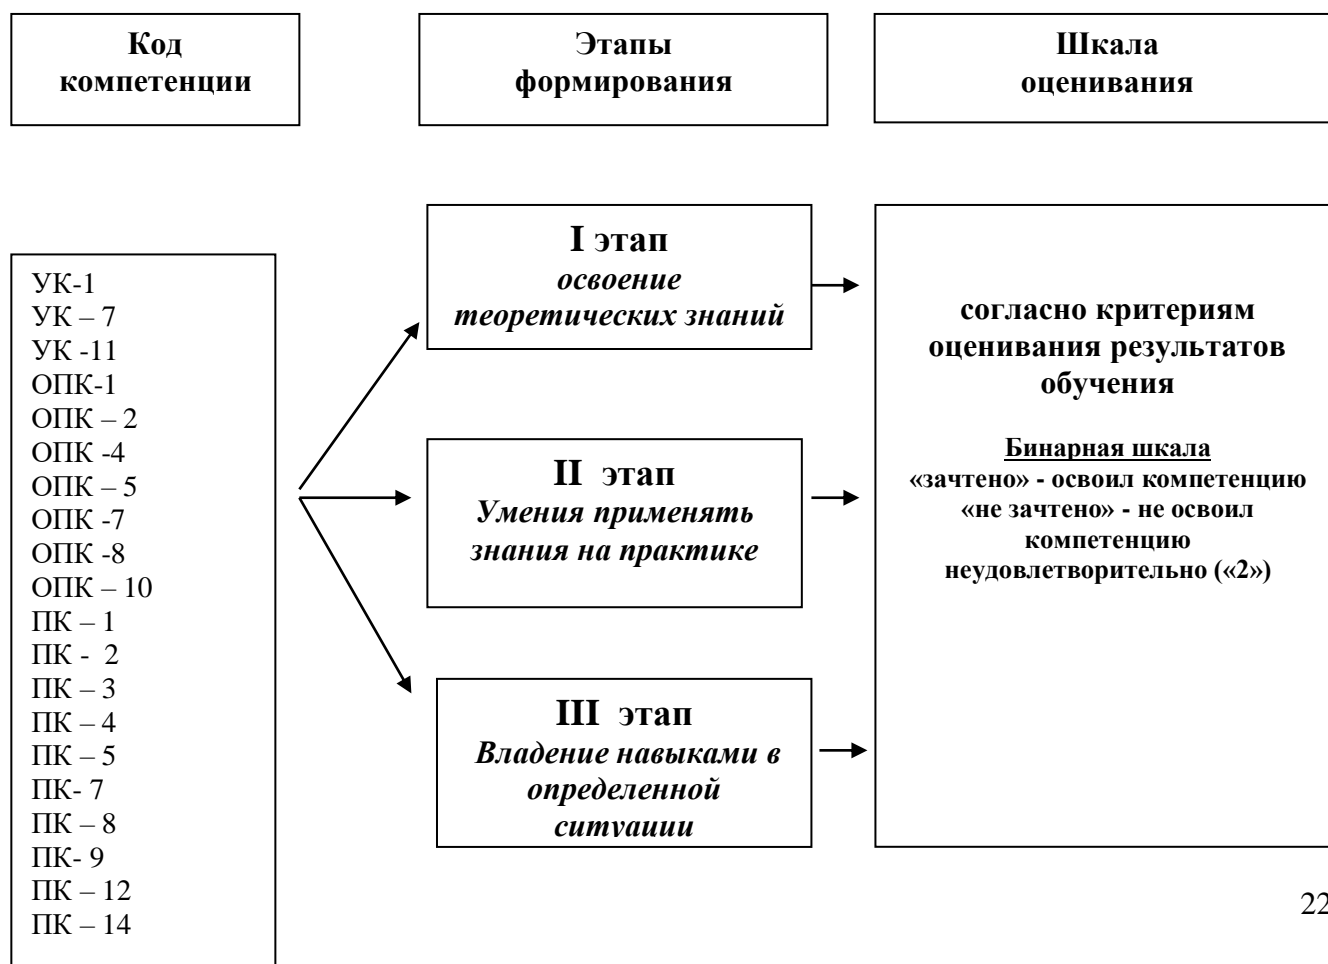 Код
компетенции
Этапы
формирования
Шкала
оценивания
УК-1
УК – 7
УК -11
ОПК-1
ОПК – 2
ОПК -4
ОПК – 5
ОПК -7
ОПК -8
ОПК – 10
ПК – 1
ПК -  2
ПК – 3
ПК – 4
ПК – 5
ПК- 7
ПК – 8
ПК- 9
ПК – 12
ПК – 14
I этап
освоение
теоретических знаний
II  этап
Умения применять
знания на практике
III  этап
Владение навыками в
определенной
ситуации
согласно критериям
оценивания результатов
обучения
Бинарная шкала
«зачтено» - освоил компетенцию
«не зачтено» - не освоил
компетенцию
неудовлетворительно («2»)
22